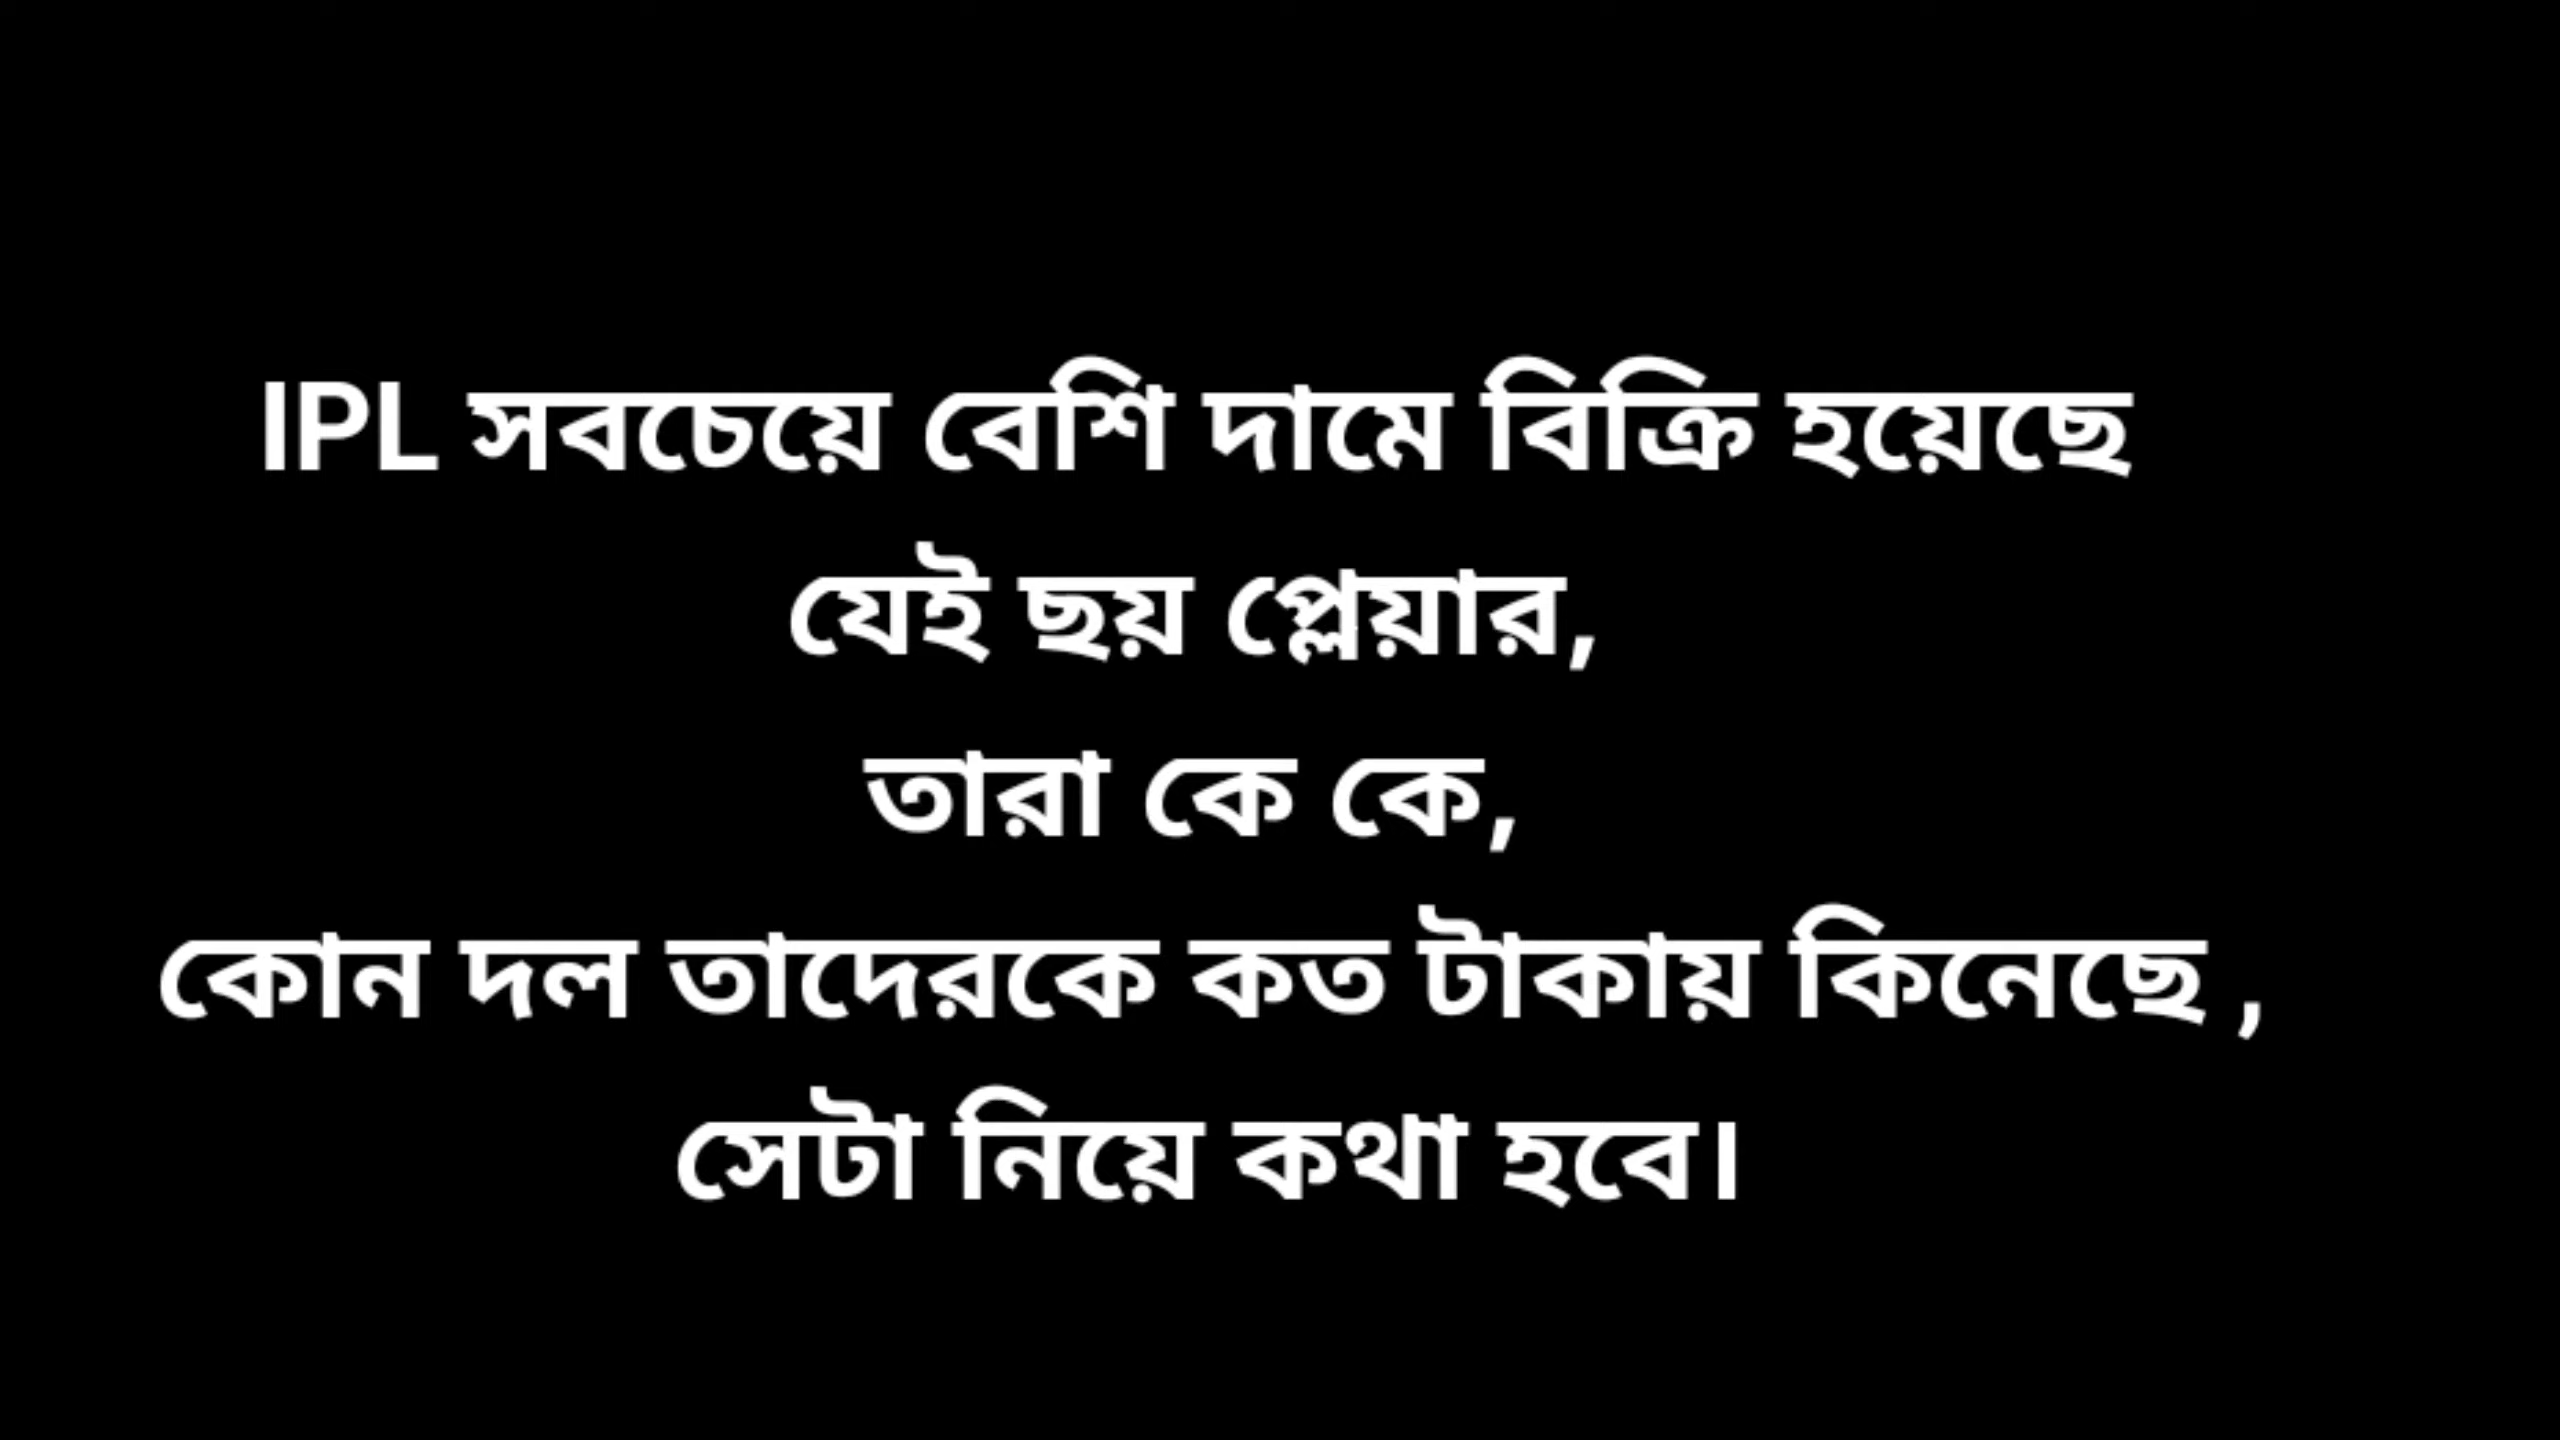 IPL সবচেয়ে বেশি দামে বিক্রি হয়েছে
যেই ছয় প্লেয়ার,
তারা কে কে,
কোন দল তাদেরকে কত টাকায় কিনেছে ,
সেটা নিয়ে কথা হবে।